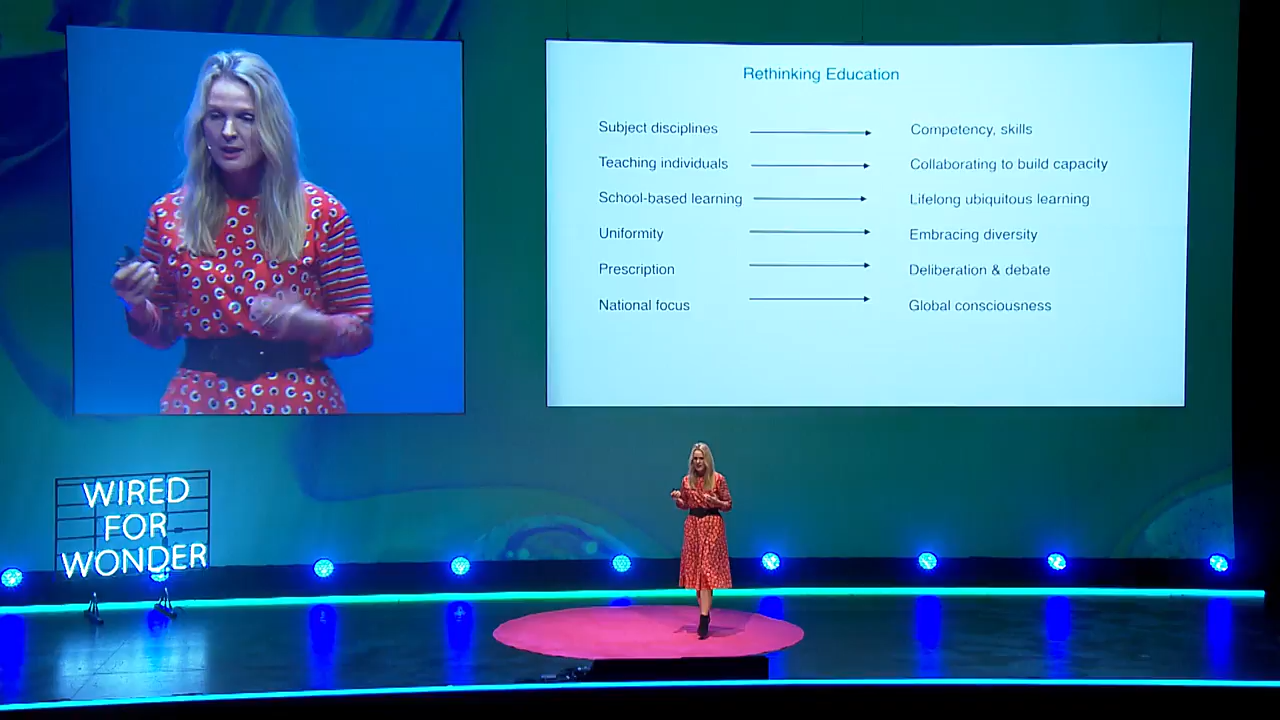 Rethinking Education
Subject disciplines Competency, skills
Teaching individuals Collaborating to build capacity
School-based learning Lifelong ubiquitous learning
Uniformity Embracing diversity
Prescription Deliberation & debate
National focus Global consciousness
WIRED
FOR
WONDER